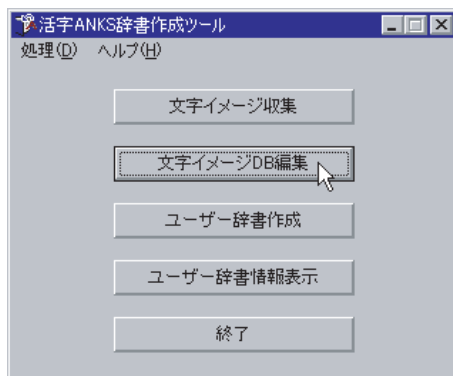 活字ANKS辞書作成ツール
処理(D) ヘルプ(H)
文字イメージ収集
文字イメージDB編集
ユーザー辞書作成
ユーザー辞書情報表示
終了